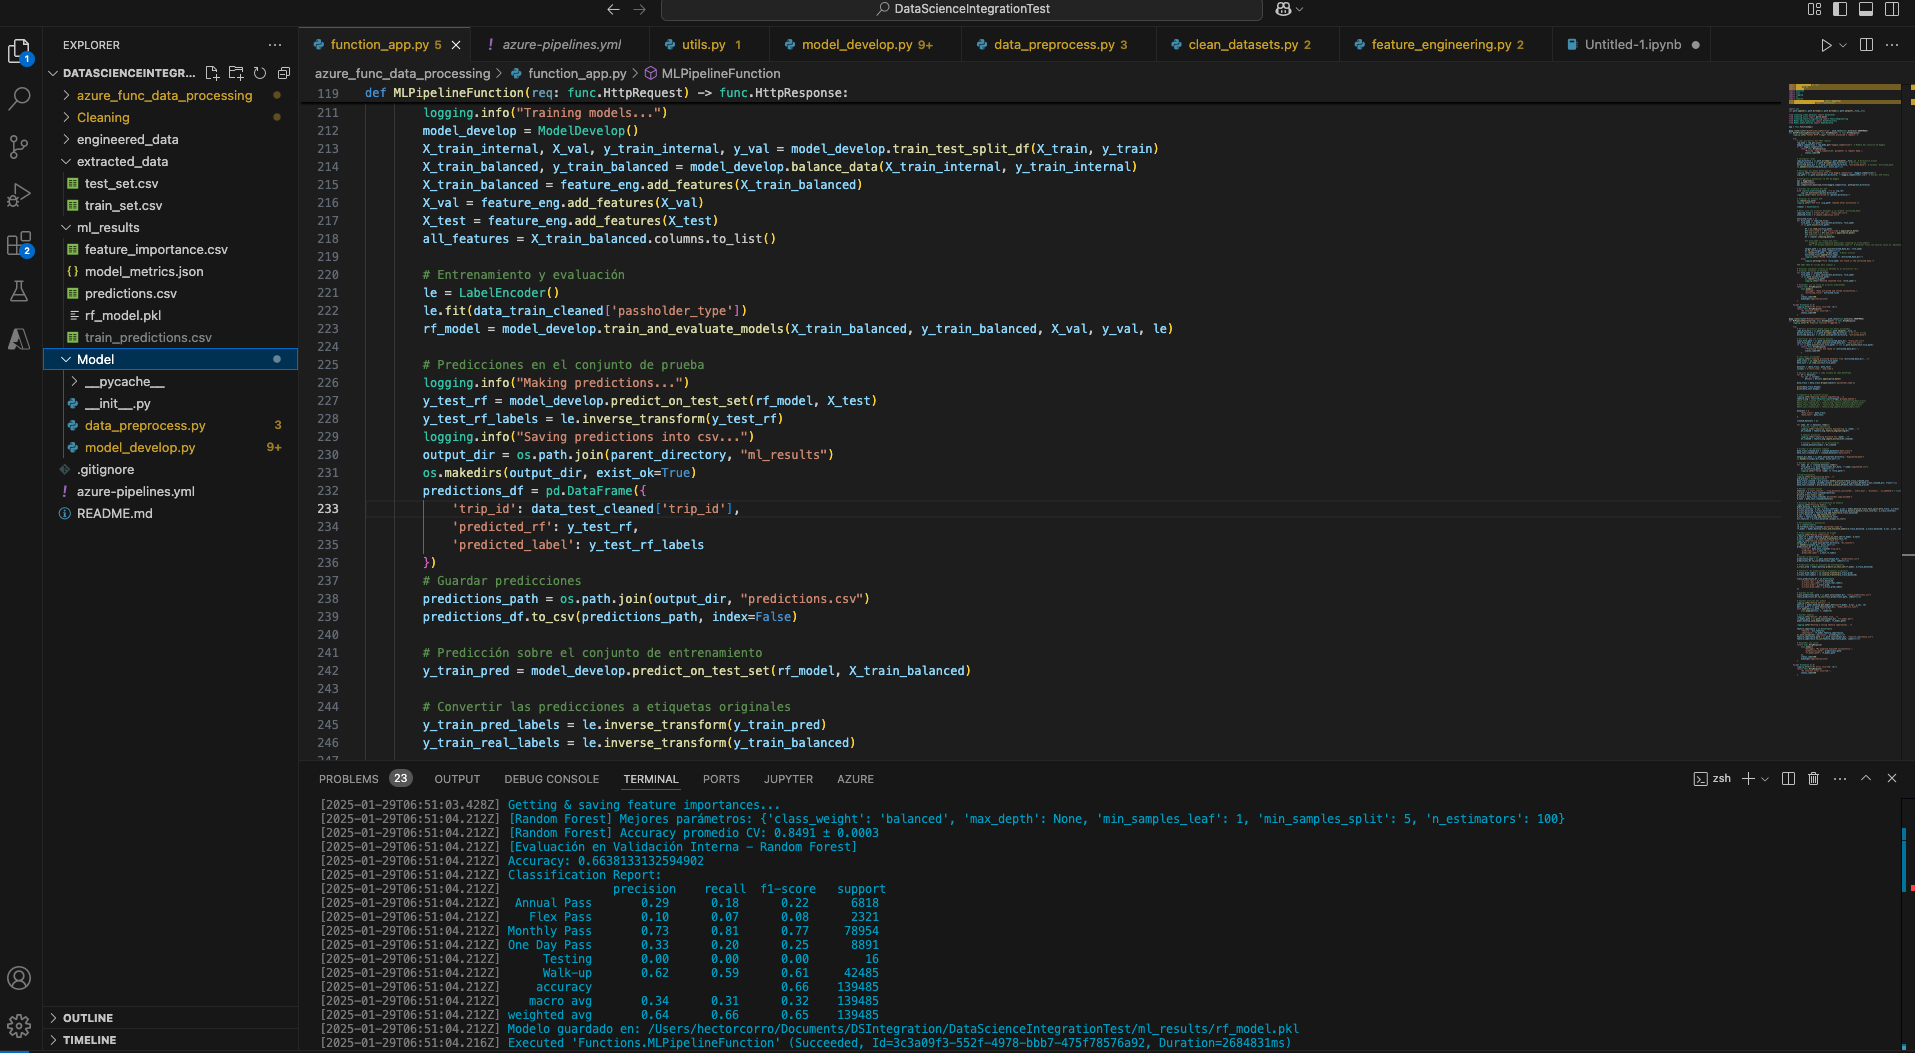 DataScienceIntegrationTest
EXPLORER
function_app.py 5
azure-pipelines.yml
utils.py 1
model_develop.py 9+
data_preprocess.py 3
clean_datasets.py 2
feature_engineering.py 2
Untitled-1.ipynb
1
2
DATASCIENCEINTEGR...
azure_func_data_processing
Cleaning
engineered_data
extracted_data
test_set.csv
train_set.csv
ml_results
feature_importance.csv
{} model_metrics.json
predictions.csv
rf_model.pkl
train_predictions.csv
Model
__pycache__
__init__.py
data_preprocess.py 3
model_develop.py 9+
.gitignore
! azure-pipelines.yml
README.md
OUTLINE
TIMELINE
azure_func_data_processing > function_app.py > MLPipelineFunction
119 def MLPipelineFunction(req: func.HttpRequest) -> func.HttpResponse:
211 logging.info("Training models...")
212 model_develop = ModelDevelop()
213 X_train_internal, X_val, y_train_internal, y_val = model_develop.train_test_split_df(X_train, y_train)
214 X_train_balanced, y_train_balanced = model_develop.balance_data(X_train_internal, y_train_internal)
215 X_train_balanced = feature_eng.add_features(X_train_balanced)
216 X_val = feature_eng.add_features(X_val)
217 X_test = feature_eng.add_features(X_test)
218 all_features = X_train_balanced.columns.to_list()
219
220 # Entrenamiento y evaluación
221 le = LabelEncoder()
222 le.fit(data_train_cleaned['passholder_type'])
223 rf_model = model_develop.train_and_evaluate_models(X_train_balanced, y_train_balanced, X_val, y_val, le)
224
225 # Predicciones en el conjunto de prueba
226 logging.info("Making predictions...")
227 y_test_rf = model_develop.predict_on_test_set(rf_model, X_test)
228 y_test_rf_labels = le.inverse_transform(y_test_rf)
229 logging.info("Saving predictions into csv...")
230 output_dir = os.path.join(parent_directory, "ml_results")
231 os.makedirs(output_dir, exist_ok=True)
232 predictions_df = pd.DataFrame({
233 'trip_id': data_test_cleaned['trip_id'],
234 'predicted_rf': y_test_rf,
235 'predicted_label': y_test_rf_labels
236 })
237 # Guardar predicciones
238 predictions_path = os.path.join(output_dir, "predictions.csv")
239 predictions_df.to_csv(predictions_path, index=False)
240
241 # Predicción sobre el conjunto de entrenamiento
242 y_train_pred = model_develop.predict_on_test_set(rf_model, X_train_balanced)
243
244 # Convertir las predicciones a etiquetas originales
245 y_train_pred_labels = le.inverse_transform(y_train_pred)
246 y_train_real_labels = le.inverse_transform(y_train_balanced)
247
PROBLEMS 23 OUTPUT DEBUG CONSOLE TERMINAL PORTS JUPYTER AZURE
zsh
[2025-01-29T06:51:03.428Z] Getting & saving feature importances...
[2025-01-29T06:51:04.212Z] [Random Forest] Mejores parámetros: {'class_weight': 'balanced', 'max_depth': None, 'min_samples_leaf': 1, 'min_samples_split': 5, 'n_estimators': 100}
[2025-01-29T06:51:04.212Z] [Random Forest] Accuracy promedio CV: 0.8491 ± 0.0003
[2025-01-29T06:51:04.212Z] [Evaluación en Validación Interna - Random Forest]
[2025-01-29T06:51:04.212Z] Accuracy: 0.6638133132594902
[2025-01-29T06:51:04.212Z] Classification Report:
[2025-01-29T06:51:04.212Z] precision recall f1-score support
[2025-01-29T06:51:04.212Z] Annual Pass 0.29 0.18 0.22 6818
[2025-01-29T06:51:04.212Z] Flex Pass 0.10 0.07 0.08 2321
[2025-01-29T06:51:04.212Z] Monthly Pass 0.73 0.81 0.77 78954
[2025-01-29T06:51:04.212Z] One Day Pass 0.33 0.20 0.25 8891
[2025-01-29T06:51:04.212Z] Testing 0.00 0.00 0.00 16
[2025-01-29T06:51:04.212Z] Walk-up 0.62 0.59 0.61 42485
[2025-01-29T06:51:04.212Z] accuracy 0.66 139485
[2025-01-29T06:51:04.212Z] macro avg 0.34 0.31 0.32 139485
[2025-01-29T06:51:04.212Z] weighted avg 0.64 0.66 0.65 139485
[2025-01-29T06:51:04.212Z] Modelo guardado en: /Users/hectorcorro/Documents/DSIntegration/DataScienceIntegrationTest/ml_results/rf_model.pkl
[2025-01-29T06:51:04.216Z] Executed 'Functions.MLPipelineFunction' (Succeeded, Id=3c3a09f3-552f-4978-bbb7-475f78576a92, Duration=2684831ms)